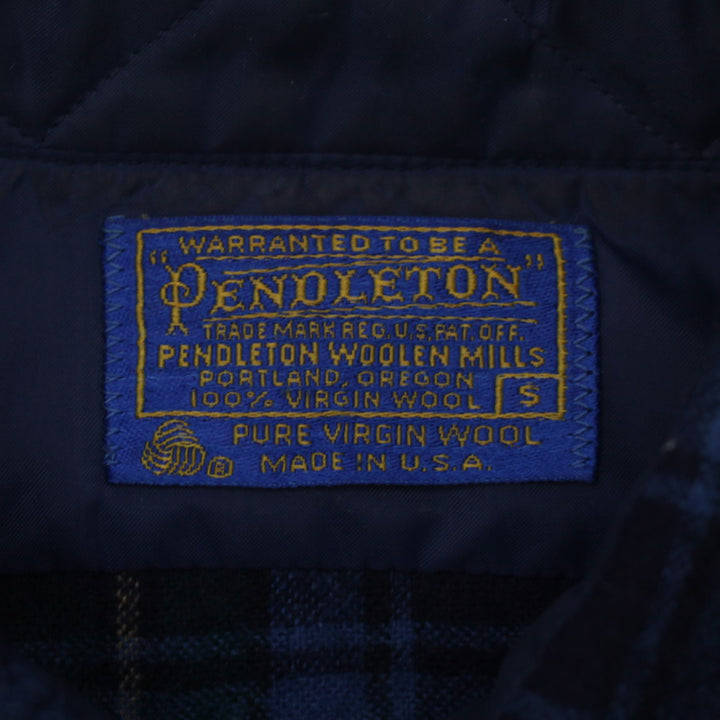 WARRANTED TO BE A
"PENDLETON"
TRADE MARK REG. U.S. PAT. OFF.
PENDLETON WOOLEN MILLS
PORTLAND, OREGON
100% VIRGIN WOOL S
PURE VIRGIN WOOL
® MADE IN U.S.A.